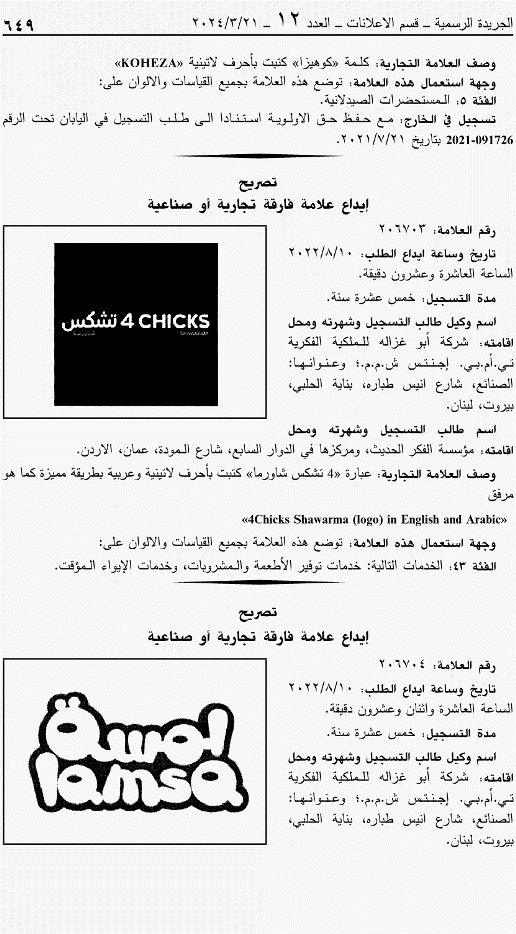 الجريدة الرسمية ــ قسم الاعلانات ــ العدد ١٢ ــ ٢٠٢٤/٣/٢١
٦٤٩
وصف العلامة التجارية: كلمة «كوهيزا» كتبت بأحرف لاتينية «KOHEZA»
وجهة استعمال هذه العلامة: توضع هذه العلامة بجميع القياسات والالوان على:
الفئة ٥: المستحضرات الصيدلانية.
تسجيل في الخارج: مع حفظ حق الاولوية استنادا الى طلب التسجيل في اليابان تحت الرقم
2021-091726 بتاريخ ٢٠٢١/٧/٢١.
تصريح
إيداع علامة فارقة تجارية أو صناعية
رقم العلامة: ٢٠٦٧٠٣
تاريخ وساعة ايداع الطلب: ٢٠٢٢/٨/١٠
الساعة العاشرة وعشرون دقيقة.
مدة التسجيل: خمس عشرة سنة.
اسم وكيل طالب التسجيل وشهرته ومحل
اقامته: شركة أبو غزاله للملكية الفكرية
تي.أم.بي. إجنتس ش.م.م.؛ وعنوانها:
الصنائع، شارع انيس طباره، بناية الحلبي،
بيروت، لبنان.
4 CHICKS تشكس
SHAWARMA
شاورما
اسم طالب التسجيل وشهرته ومحل
اقامته: مؤسسة الفكر الحديث، ومركزها في الدوار السابع، شارع المودة، عمان، الاردن.
وصف العلامة التجارية: عبارة «4 تشكس شاورما» كتبت بأحرف لاتينية وعربية بطريقة مميزة كما هو
مرفق
«4Chicks Shawarma (logo) in English and Arabic»
وجهة استعمال هذه العلامة: توضع هذه العلامة بجميع القياسات والالوان على:
الفئة ٤٣: الخدمات التالية: خدمات توفير الأطعمة والمشروبات، وخدمات الإيواء المؤقت.
تصريح
إيداع علامة فارقة تجارية أو صناعية
رقم العلامة: ٢٠٦٧٠٤
تاريخ وساعة ايداع الطلب: ٢٠٢٢/٨/١٠
الساعة العاشرة وأثنان وعشرون دقيقة.
مدة التسجيل: خمس عشرة سنة.
اسم وكيل طالب التسجيل وشهرته ومحل
اقامته: شركة أبو غزاله للملكية الفكرية
تي.أم.بي. إجنتس ش.م.م.؛ وعنوانها:
الصنائع، شارع انيس طباره، بناية الحلبي،
بيروت، لبنان.
لمسة
lamsa